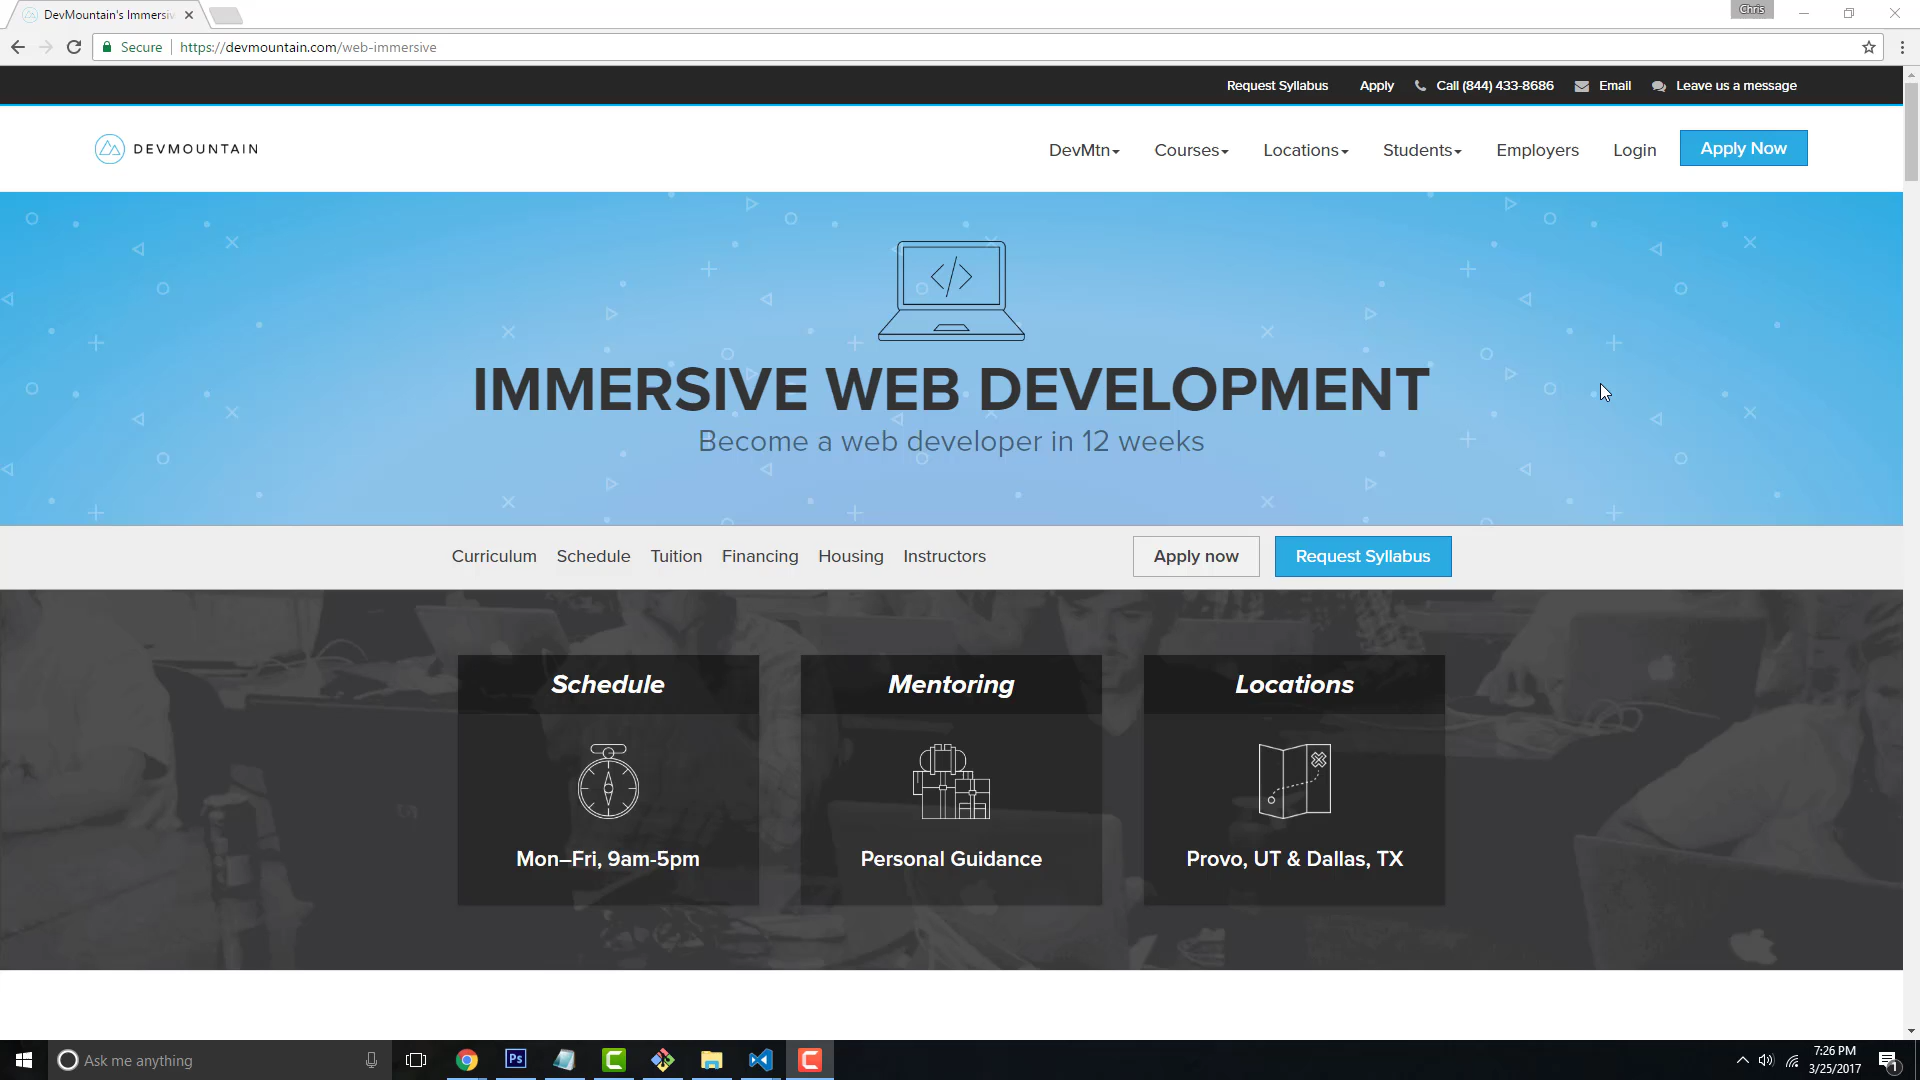 DevMountain's Immersiv
Chris
Secure
https://devmountain.com/web-immersive
Request Syllabus
Apply
Call (844) 433-8686
Email
Leave us a message
DEVMOUNTAIN
DevMtn
Courses
Locations
Students
Employers
Login
Apply Now
</>
IMMERSIVE WEB DEVELOPMENT
Become a web developer in 12 weeks
Curriculum
Schedule
Tuition
Financing
Housing
Instructors
Apply now
Request Syllabus
Schedule
Mon–Fri, 9am-5pm
Mentoring
Personal Guidance
Locations
Provo, UT & Dallas, TX
Ask me anything
Ps
7:26 PM
3/25/2017
1